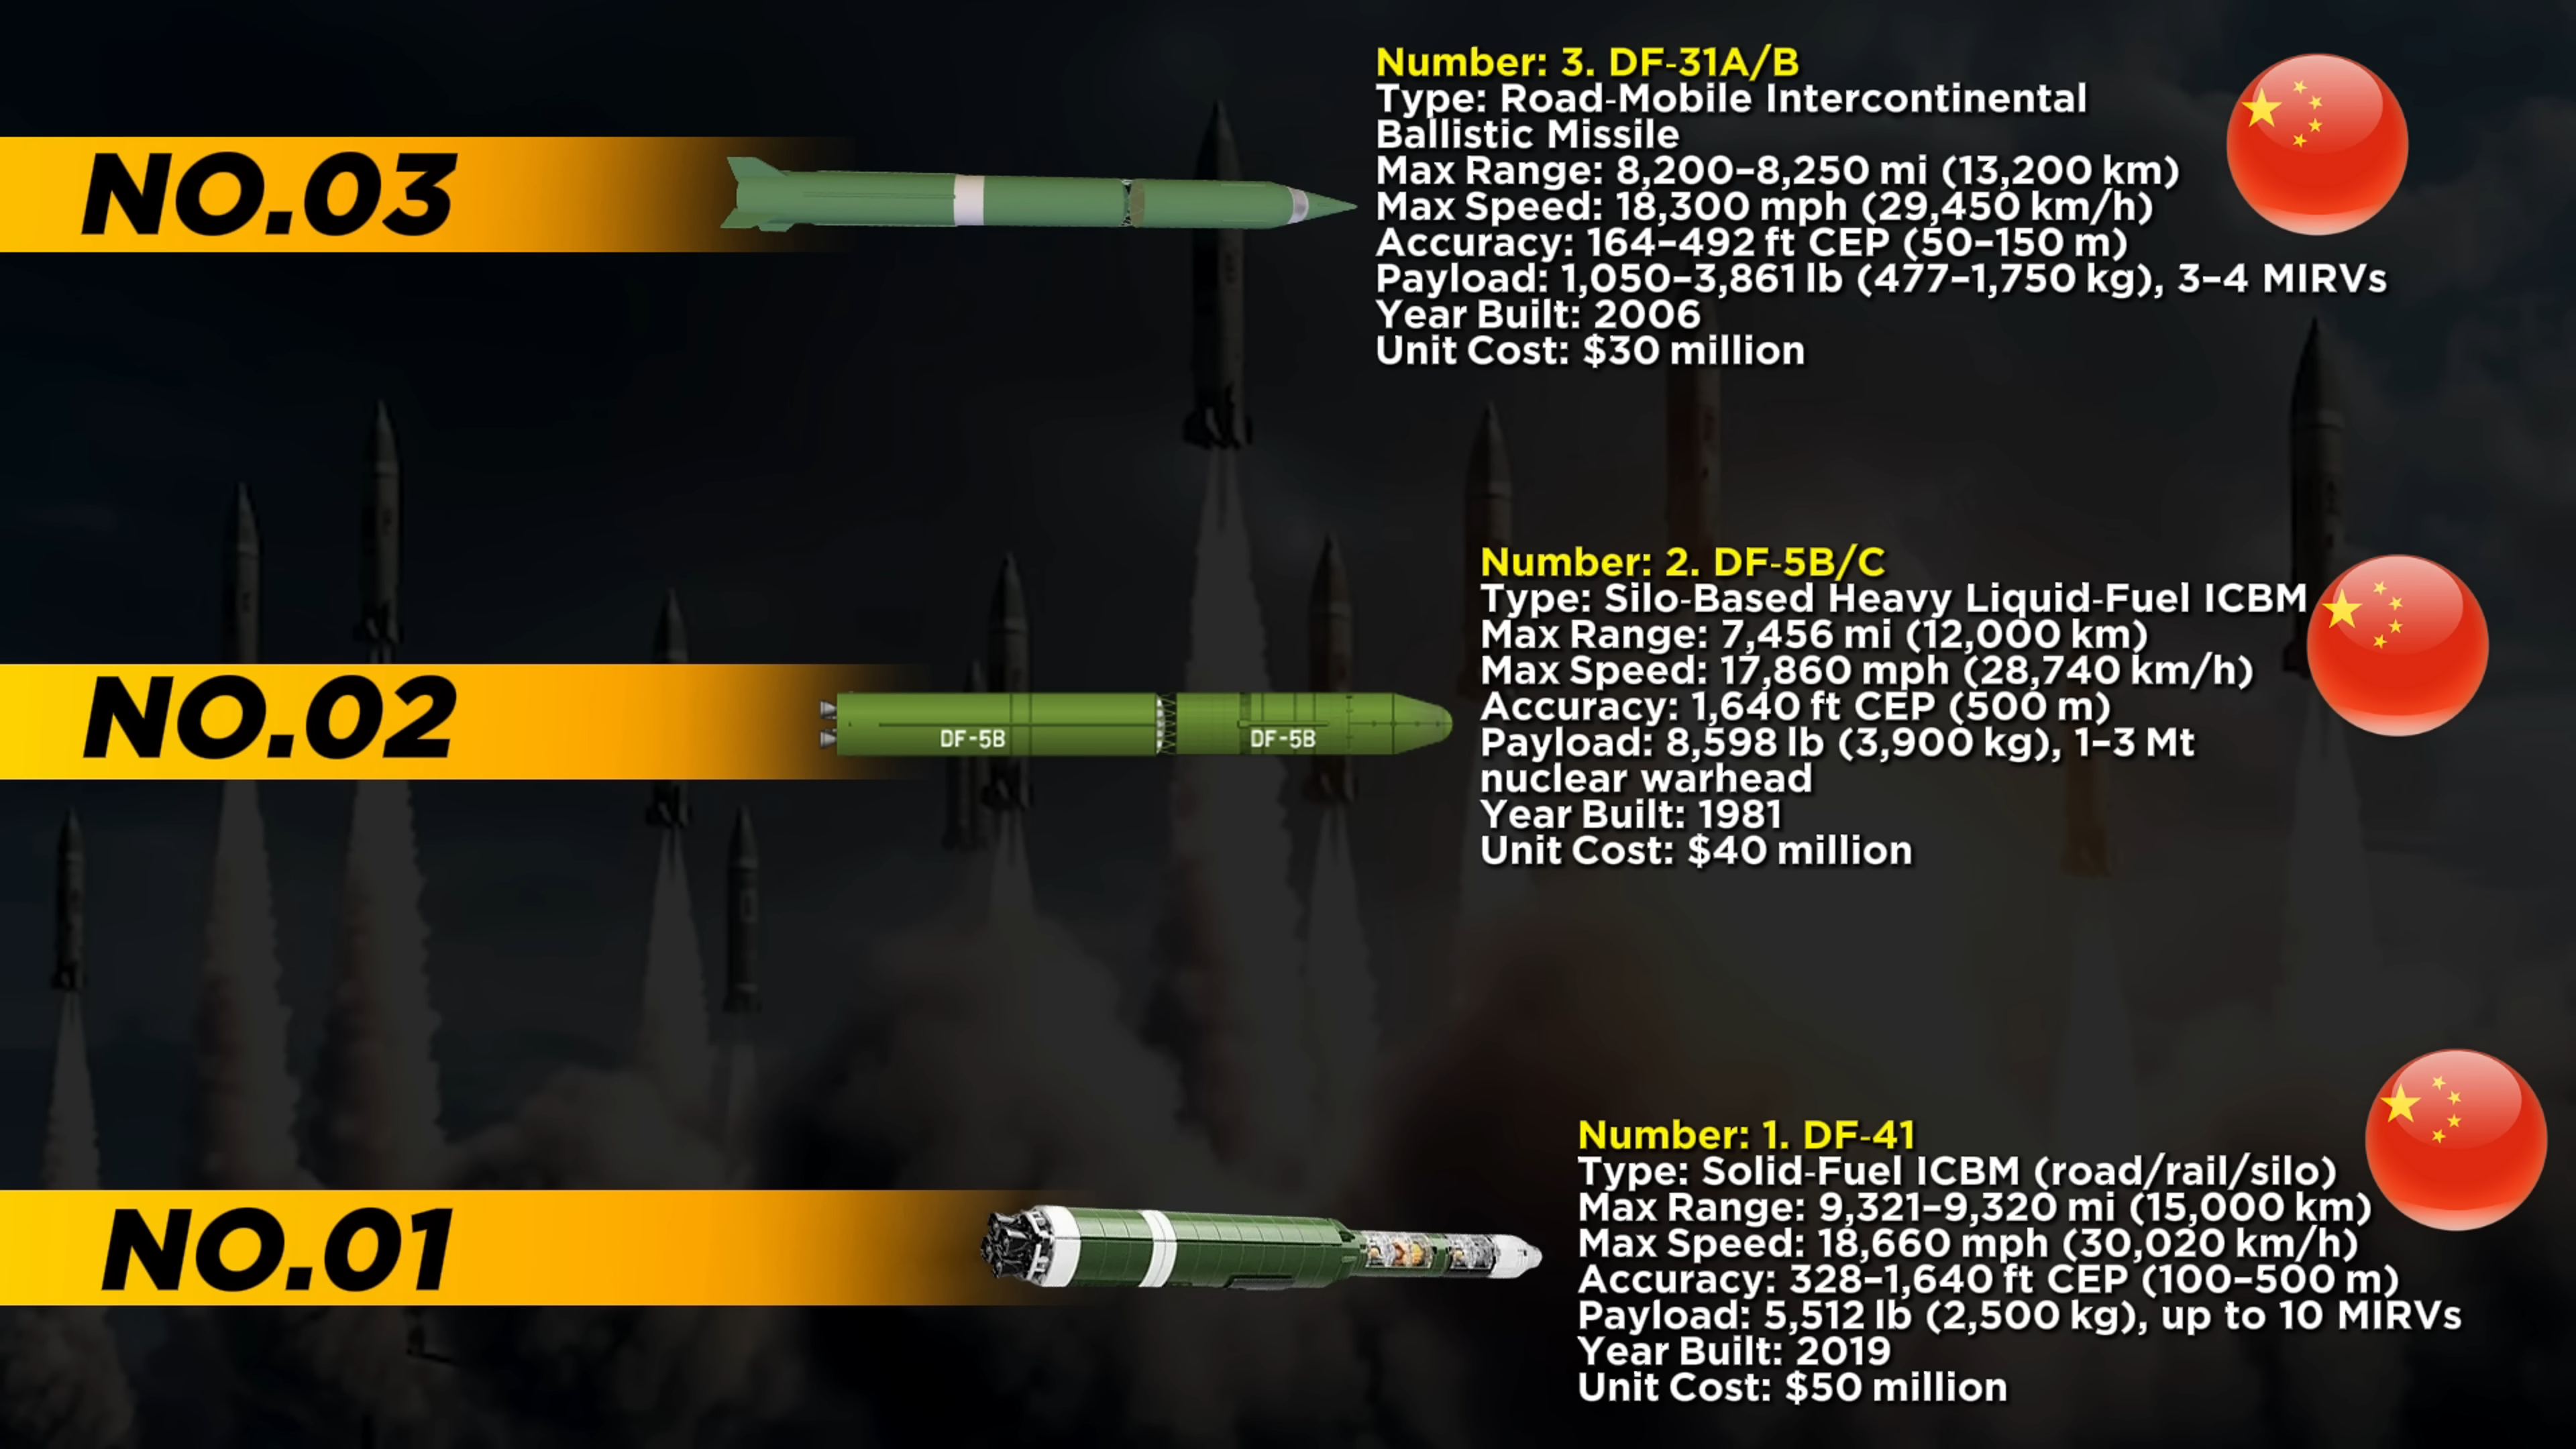 NO.03
Number: 3. DF-31A/B
Type: Road-Mobile Intercontinental
Ballistic Missile
Max Range: 8,200–8,250 mi (13,200 km)
Max Speed: 18,300 mph (29,450 km/h)
Accuracy: 164–492 ft CEP (50–150 m)
Payload: 1,050–3,861 lb (477–1,750 kg), 3–4 MIRVs
Year Built: 2006
Unit Cost: $30 million
NO.02
DF-5B DF-5B
Number: 2. DF-5B/C
Type: Silo-Based Heavy Liquid-Fuel ICBM
Max Range: 7,456 mi (12,000 km)
Max Speed: 17,860 mph (28,740 km/h)
Accuracy: 1,640 ft CEP (500 m)
Payload: 8,598 lb (3,900 kg), 1–3 Mt
nuclear warhead
Year Built: 1981
Unit Cost: $40 million
NO.01
Number: 1. DF-41
Type: Solid-Fuel ICBM (road/rail/silo)
Max Range: 9,321–9,320 mi (15,000 km)
Max Speed: 18,660 mph (30,020 km/h)
Accuracy: 328–1,640 ft CEP (100–500 m)
Payload: 5,512 lb (2,500 kg), up to 10 MIRVs
Year Built: 2019
Unit Cost: $50 million